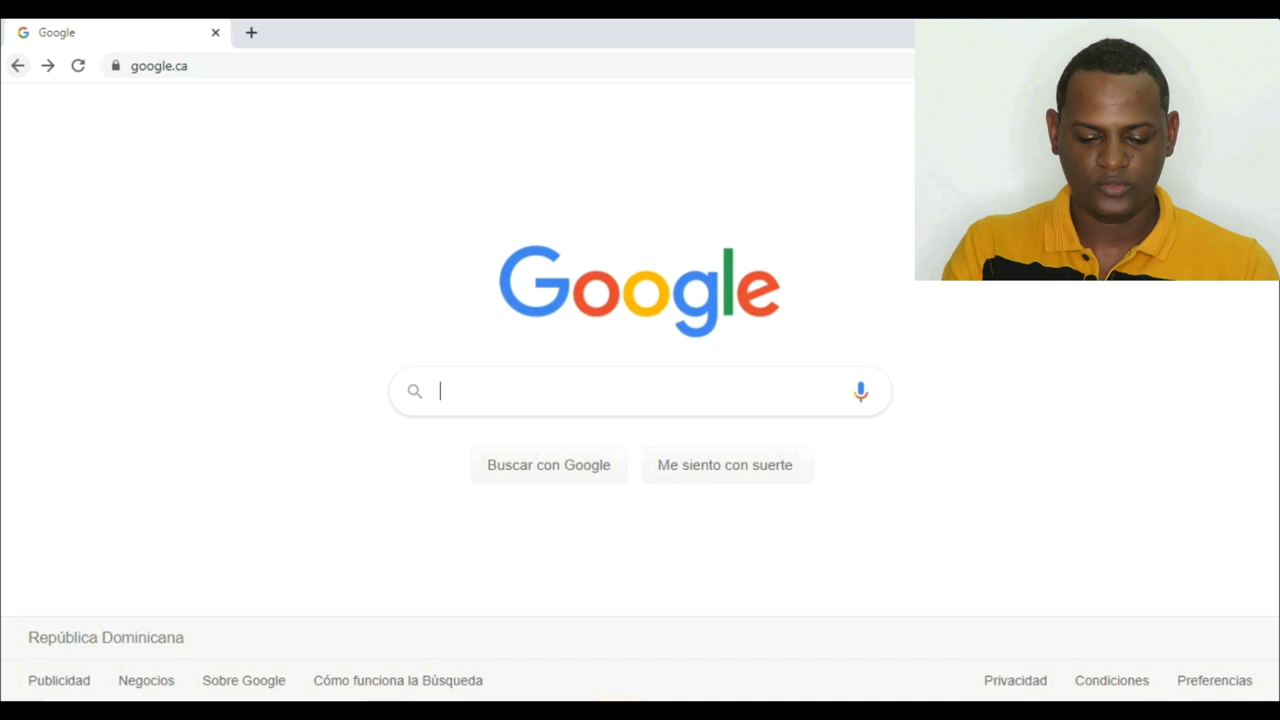 Google
google.ca
Google
Buscar con Google
Me siento con suerte
República Dominicana
Publicidad
Negocios
Sobre Google
Cómo funciona la Búsqueda
Privacidad
Condiciones
Preferencias